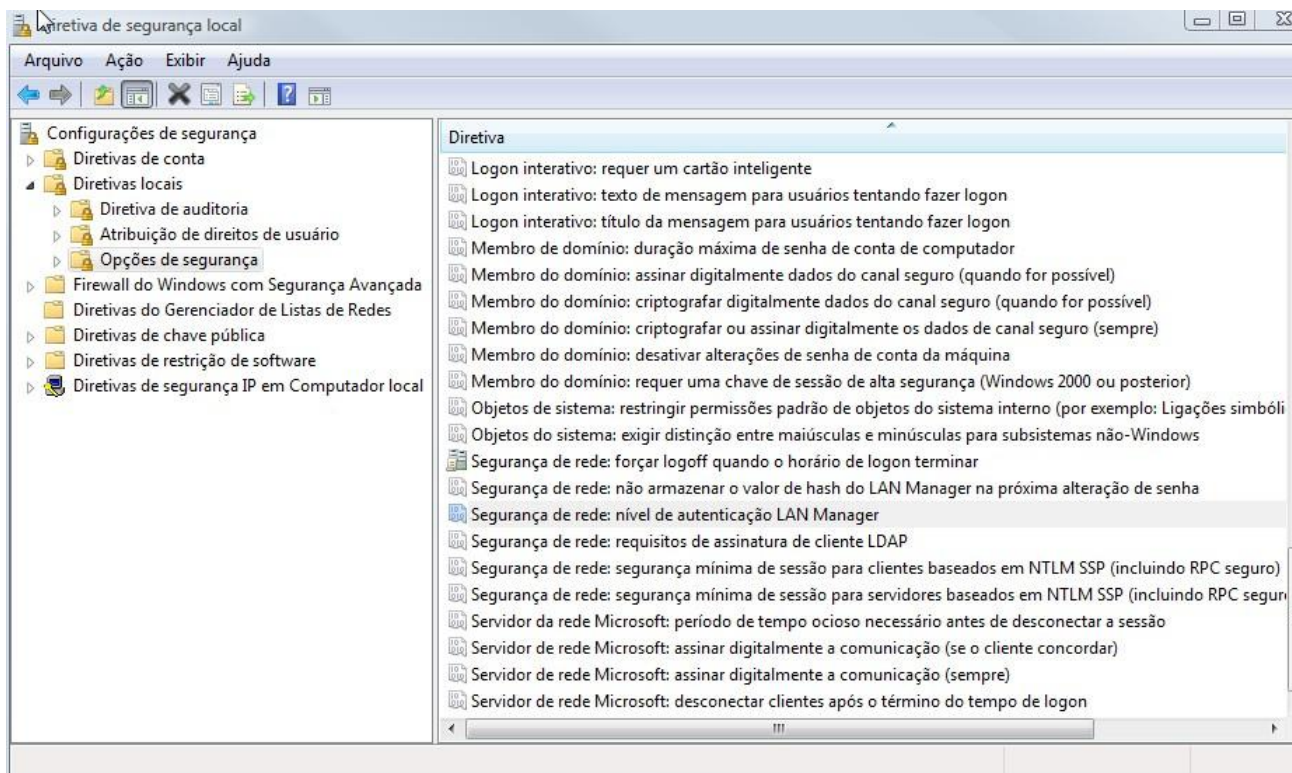 Diretiva de segurança local
Arquivo Ação Exibir Ajuda
Configurações de segurança
Diretivas de conta
Diretivas locais
Diretiva de auditoria
Atribuição de direitos de usuário
Opções de segurança
Firewall do Windows com Segurança Avançada
Diretivas do Gerenciador de Listas de Redes
Diretivas de chave pública
Diretivas de restrição de software
Diretivas de segurança IP em Computador local
Diretiva
Logon interativo: requer um cartão inteligente
Logon interativo: texto de mensagem para usuários tentando fazer logon
Logon interativo: título da mensagem para usuários tentando fazer logon
Membro de domínio: duração máxima de senha de conta de computador
Membro do domínio: assinar digitalmente dados do canal seguro (quando for possível)
Membro do domínio: criptografar digitalmente dados do canal seguro (quando for possível)
Membro do domínio: criptografar ou assinar digitalmente os dados de canal seguro (sempre)
Membro do domínio: desativar alterações de senha de conta da máquina
Membro do domínio: requer uma chave de sessão de alta segurança (Windows 2000 ou posterior)
Objetos de sistema: restringir permissões padrão de objetos do sistema interno (por exemplo: Ligações simbóli
Objetos do sistema: exigir distinção entre maiúsculas e minúsculas para subsistemas não-Windows
Segurança de rede: forçar logoff quando o horário de logon terminar
Segurança de rede: não armazenar o valor de hash do LAN Manager na próxima alteração de senha
Segurança de rede: nível de autenticação LAN Manager
Segurança de rede: requisitos de assinatura de cliente LDAP
Segurança de rede: segurança mínima de sessão para clientes baseados em NTLM SSP (incluindo RPC seguro)
Segurança de rede: segurança mínima de sessão para servidores baseados em NTLM SSP (incluindo RPC segur
Servidor da rede Microsoft: período de tempo ocioso necessário antes de desconectar a sessão
Servidor de rede Microsoft: assinar digitalmente a comunicação (se o cliente concordar)
Servidor de rede Microsoft: assinar digitalmente a comunicação (sempre)
Servidor de rede Microsoft: desconectar clientes após o término do tempo de logon